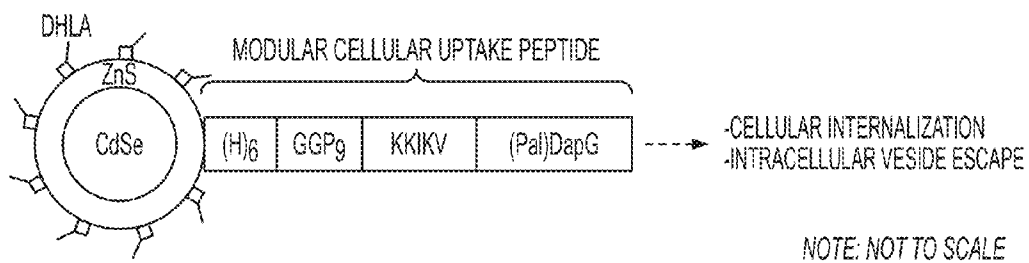 DHLA
MODULAR CELLULAR UPTAKE PEPTIDE
ZnS
CdSe
(H)6
GGP9
KKIKV
(Pal)DapG
-CELLULAR INTERNALIZATION
-INTRACELLULAR VESIDE ESCAPE
NOTE: NOT TO SCALE